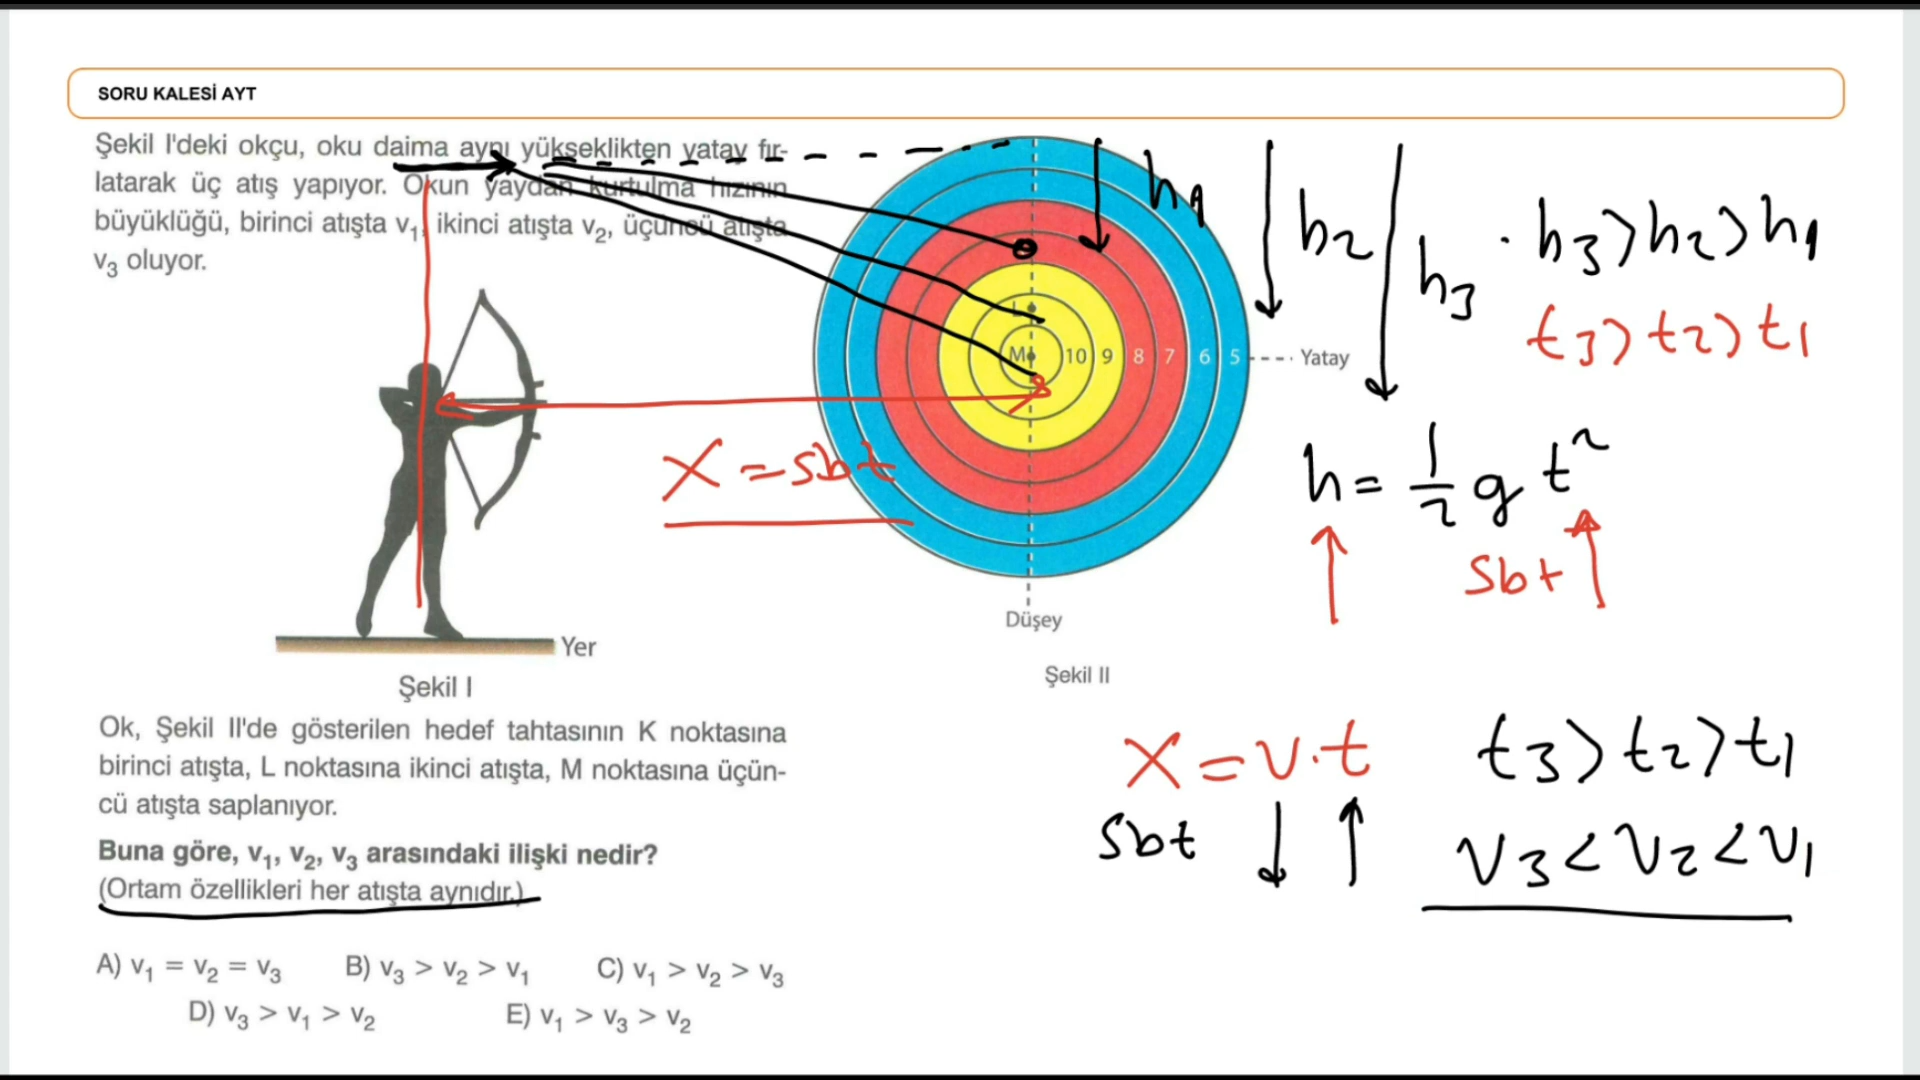 SORU KALESİ AYT
Şekil I'deki okçu, oku daima aynı yükseklikten yatay fır-
latarak üç atış yapıyor. Okun yaydan kurtulma hızının
büyüklüğü, birinci atışta v₁, ikinci atışta v₂, üçüncü atışta
v₃ oluyor.
h₁
h₂
h₃
h₃>h₂>h₁
t₃>t₂>t₁
L
M 10 9 8 7 6 5 Yatay
x=sbt
h=1/2 g t²
sbt
Düşey
Yer
Şekil I
Şekil II
Ok, Şekil II'de gösterilen hedef tahtasının K noktasına
birinci atışta, L noktasına ikinci atışta, M noktasına üçün-
cü atışta saplanıyor.
x=v.t
sbt
t₃>t₂>t₁
v₃<v₂<v₁
Buna göre, v₁, v₂, v₃ arasındaki ilişki nedir?
(Ortam özellikleri her atışta aynıdır.)
A) v₁ = v₂ = v₃ B) v₃ > v₂ > v₁ C) v₁ > v₂ > v₃
D) v₃ > v₁ > v₂ E) v₁ > v₃ > v₂